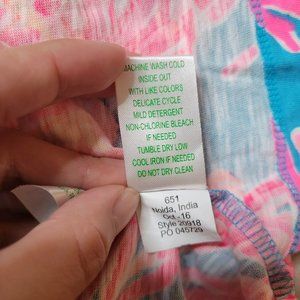 MACHINE WASH COLD
INSIDE OUT
WITH LIKE COLORS
DELICATE CYCLE
MILD DETERGENT
NON-CHLORINE BLEACH
IF NEEDED
TUMBLE DRY LOW
COOL IRON IF NEEDED
DO NOT DRY CLEAN
651
Noida, India
Oct -16
Style 20918
PO 045729